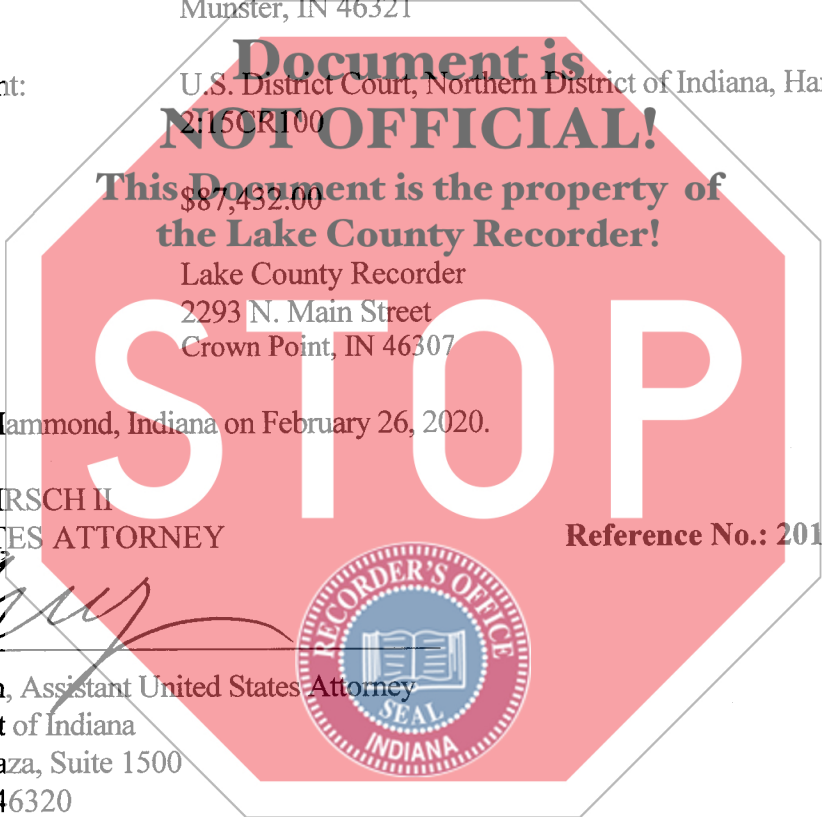 Munster, IN 46321
Document is
nt: U.S. District Court, Northern District of Indiana, Ha
2:15CR100
NOT OFFICIAL!
This Document is the property of
$87,432.00
the Lake County Recorder!
Lake County Recorder
2293 N. Main Street
Crown Point, IN 46307
STOP
Hammond, Indiana on February 26, 2020.
IRSCH II
TES ATTORNEY
Reference No.: 201
RECORDER'S OFFICE
SEAL
INDIANA
, Assistant United States Attorney
t of Indiana
aza, Suite 1500
46320